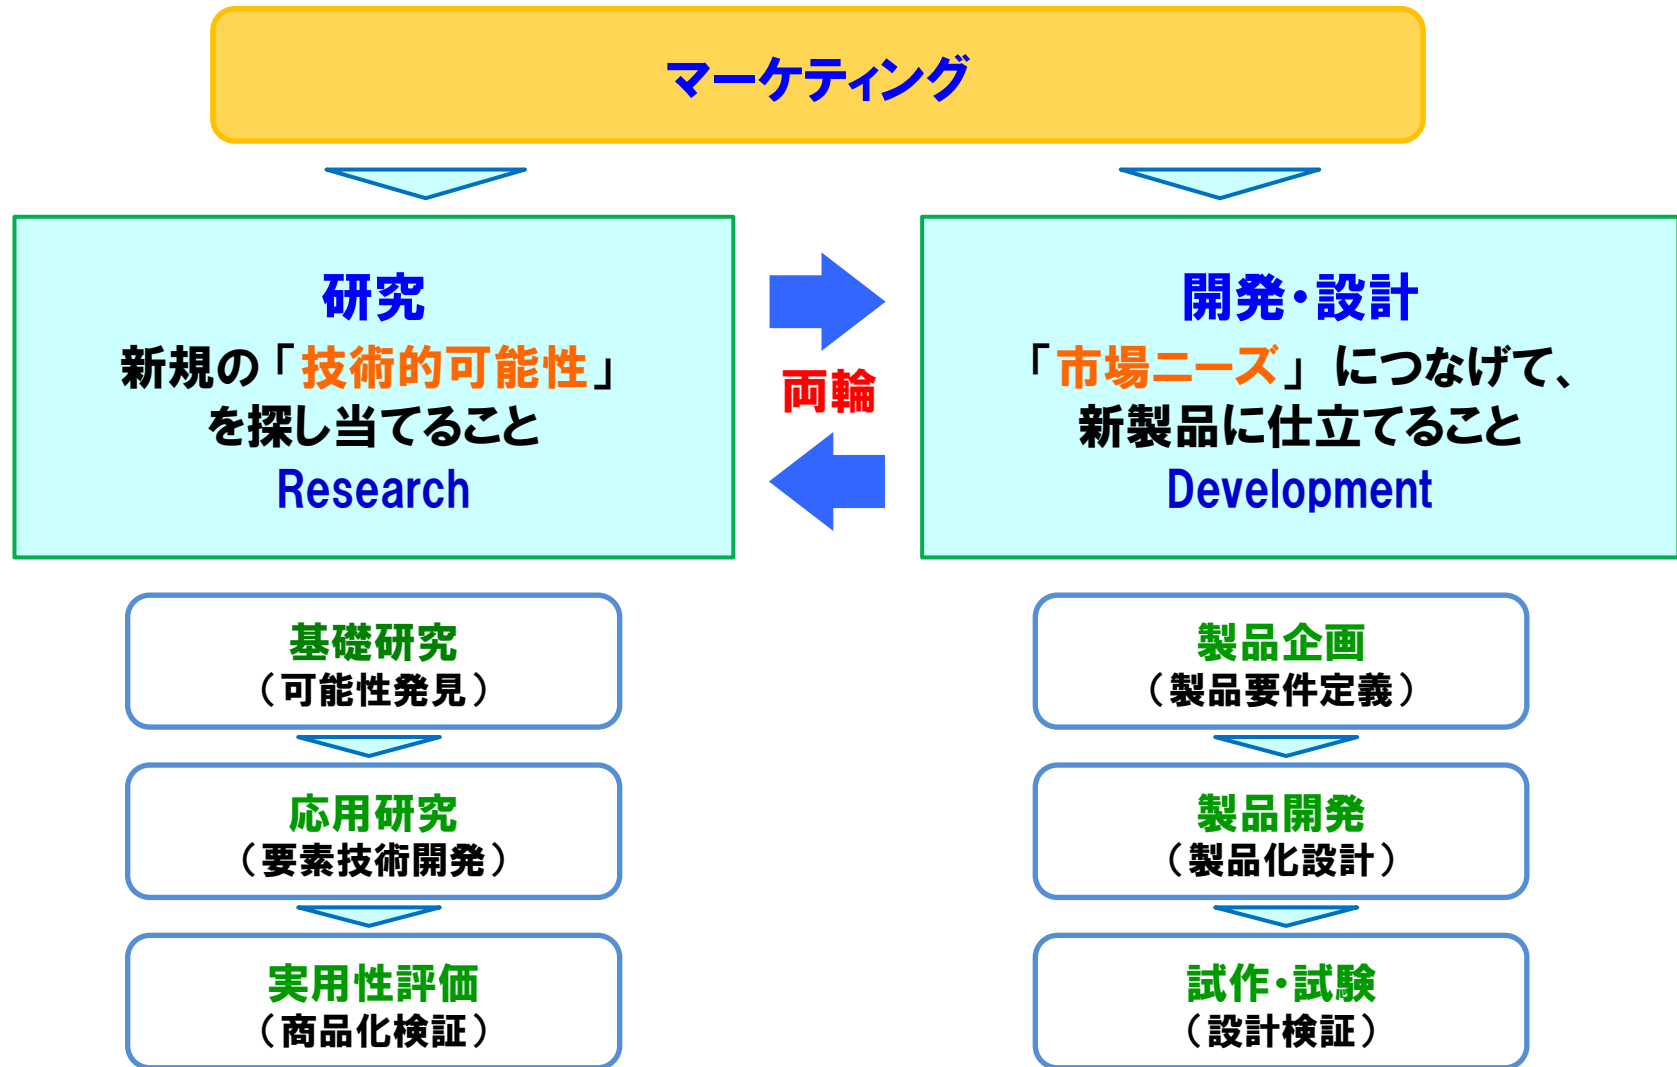 マーケティング
研究
新規の「技術的可能性」
を探し当てること
Research
両輪
開発・設計
「市場ニーズ」につなげて、
新製品に仕立てること
Development
基礎研究
（可能性発見）
応用研究
（要素技術開発）
実用性評価
（商品化検証）
製品企画
（製品要件定義）
製品開発
（製品化設計）
試作・試験
（設計検証）